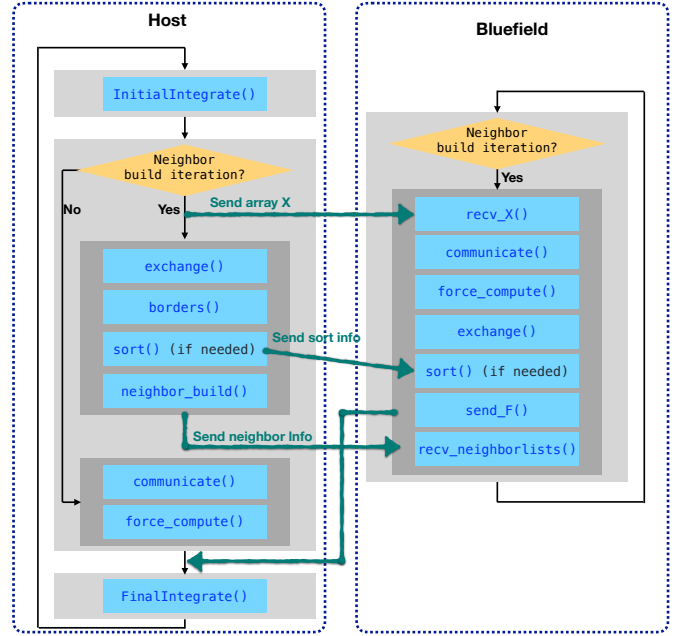 Host
InitialIntegrate()
Neighbor
build iteration?
No
Yes
Send array X
exchange()
borders()
sort() (if needed)
Send sort info
neighbor_build()
Send neighbor Info
communicate()
force_compute()
FinalIntegrate()
Bluefield
Neighbor
build iteration?
Yes
recv_X()
communicate()
force_compute()
exchange()
sort() (if needed)
send_F()
recv_neighborlists()